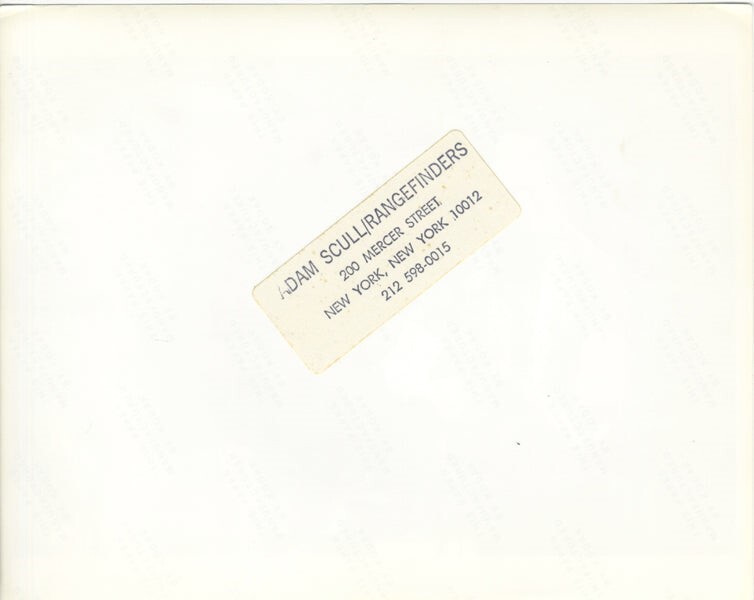 ADAM SCULL/RANGEFINDERS
200 MERCER STREET
NEW YORK, NEW YORK 10012
212 598-0015